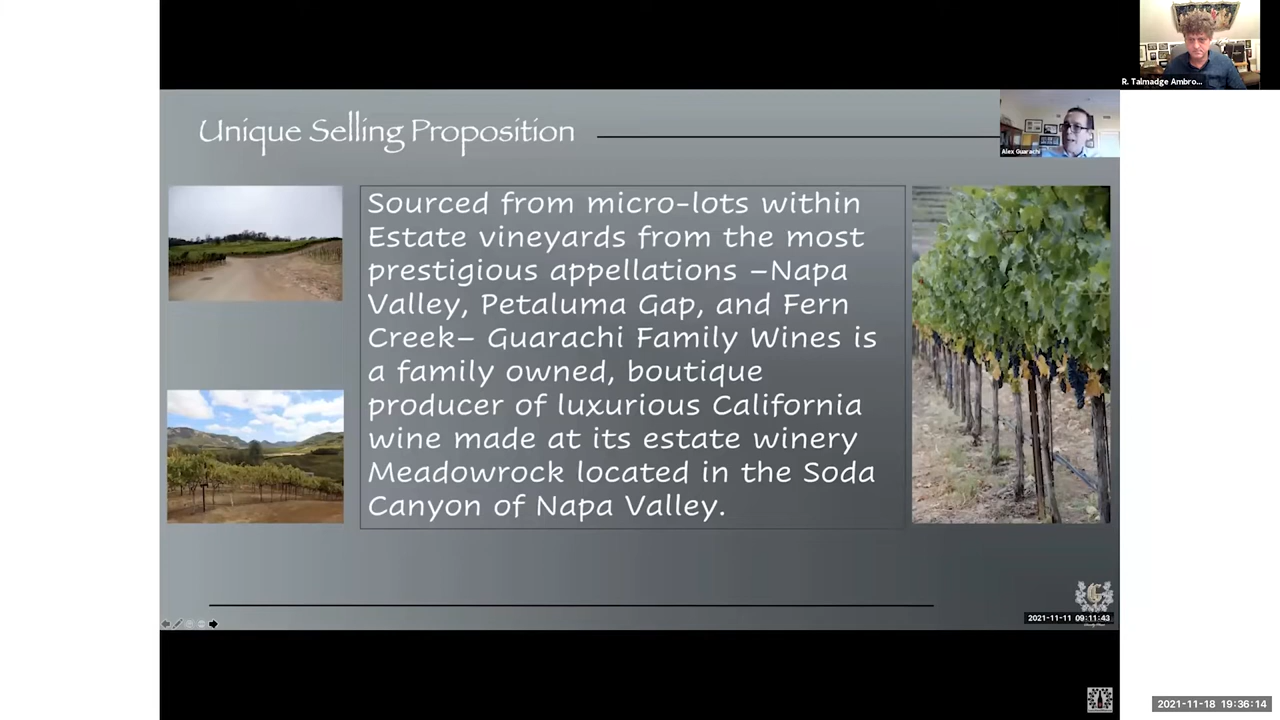 R. Talmadge Ambro...
Unique Selling Proposition
Alex Guarachi
Sourced from micro-lots within
Estate vineyards from the most
prestigious appellations –Napa
Valley, Petaluma Gap, and Fern
Creek– Guarachi Family Wines is
a family owned, boutique
producer of luxurious California
wine made at its estate winery
Meadowrock located in the Soda
Canyon of Napa Valley.
G
2021-11-11 09:11:43
2021-11-18 19:36:14